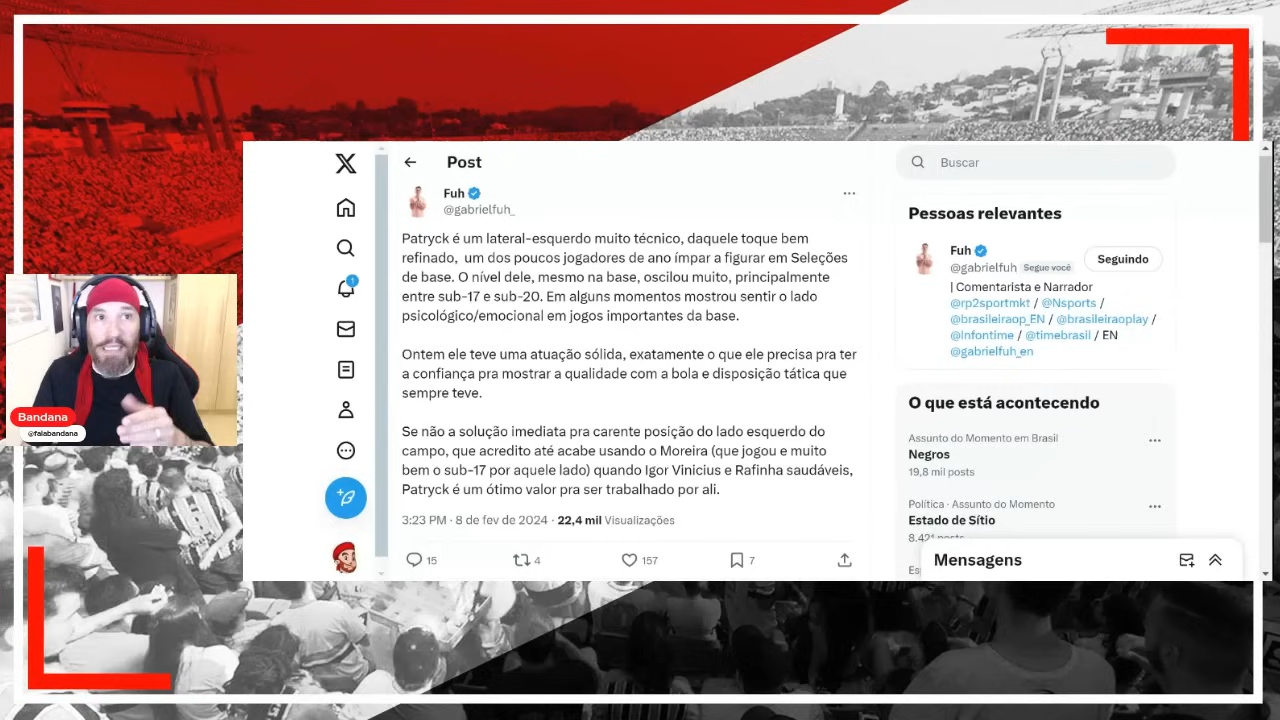 Post
Fuh
@gabrielfuh_
Patryck é um lateral-esquerdo muito técnico, daquele toque bem
refinado, um dos poucos jogadores de ano ímpar a figurar em Seleções
de base. O nível dele, mesmo na base, oscilou muito, principalmente
entre sub-17 e sub-20. Em alguns momentos mostrou sentir o lado
psicológico/emocional em jogos importantes da base.
Ontem ele teve uma atuação sólida, exatamente o que ele precisa pra ter
a confiança pra mostrar a qualidade com a bola e disposição tática que
sempre teve.
Se não a solução imediata pra carente posição do lado esquerdo do
campo, que acredito até acabe usando o Moreira (que jogou e muito
bem o sub-17 por aquele lado) quando Igor Vinicius e Rafinha saudáveis,
Patryck é um ótimo valor pra ser trabalhado por ali.
3:23 PM · 8 de fev de 2024 · 22,4 mil Visualizações
15
4
157
7
Buscar
Pessoas relevantes
Fuh
@gabrielfuh Segue você
Seguindo
| Comentarista e Narrador
@rp2sportmkt / @Nsports /
@brasileiraop_EN / @brasileiraoplay /
@Infontime / @timebrasil / EN
@gabrielfuh_en
O que está acontecendo
Assunto do Momento em Brasil
Negros
19,8 mil posts
Política · Assunto do Momento
Estado de Sítio
8.421 posts
Es
Mensagens
1
Bandana
@falabandana